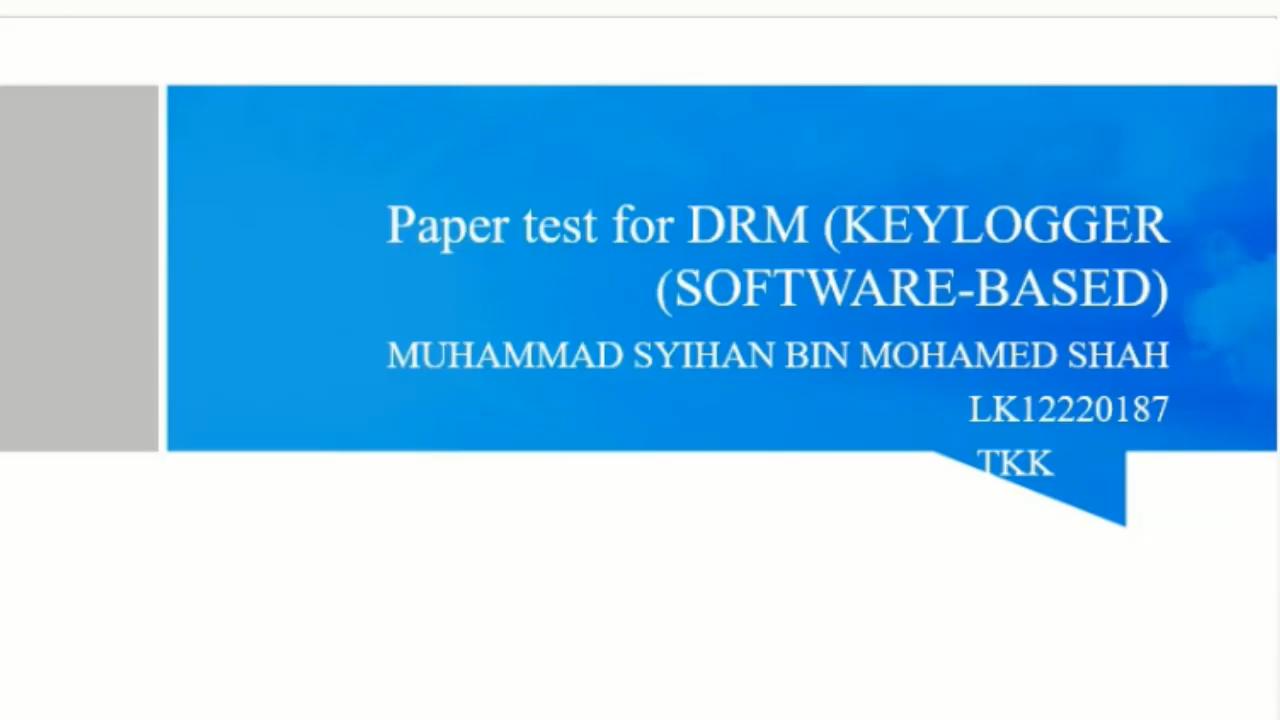 Paper test for DRM (KEYLOGGER
(SOFTWARE-BASED)
MUHAMMAD SYIHAN BIN MOHAMED SHAH
LK12220187
TKK